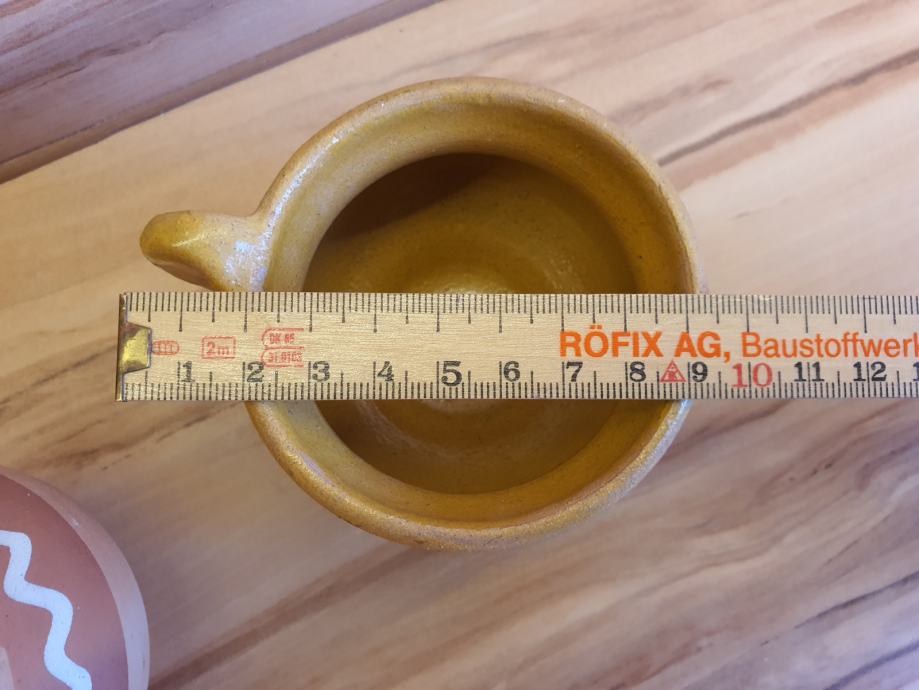 RÖFIX AG, Baustoffwerk
2m
1 2 3 4 5 6 7 8 9 10 11 12